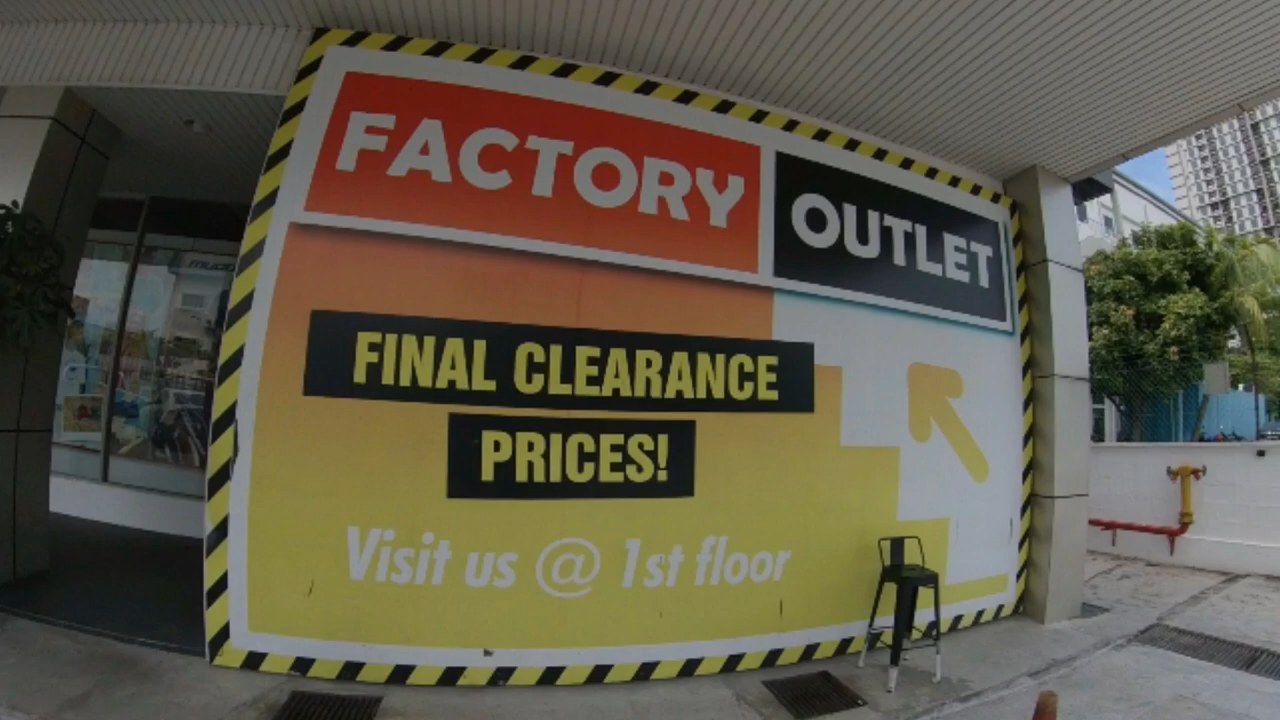 FACTORY OUTLET
FINAL CLEARANCE
PRICES!
Visit us @ 1st floor